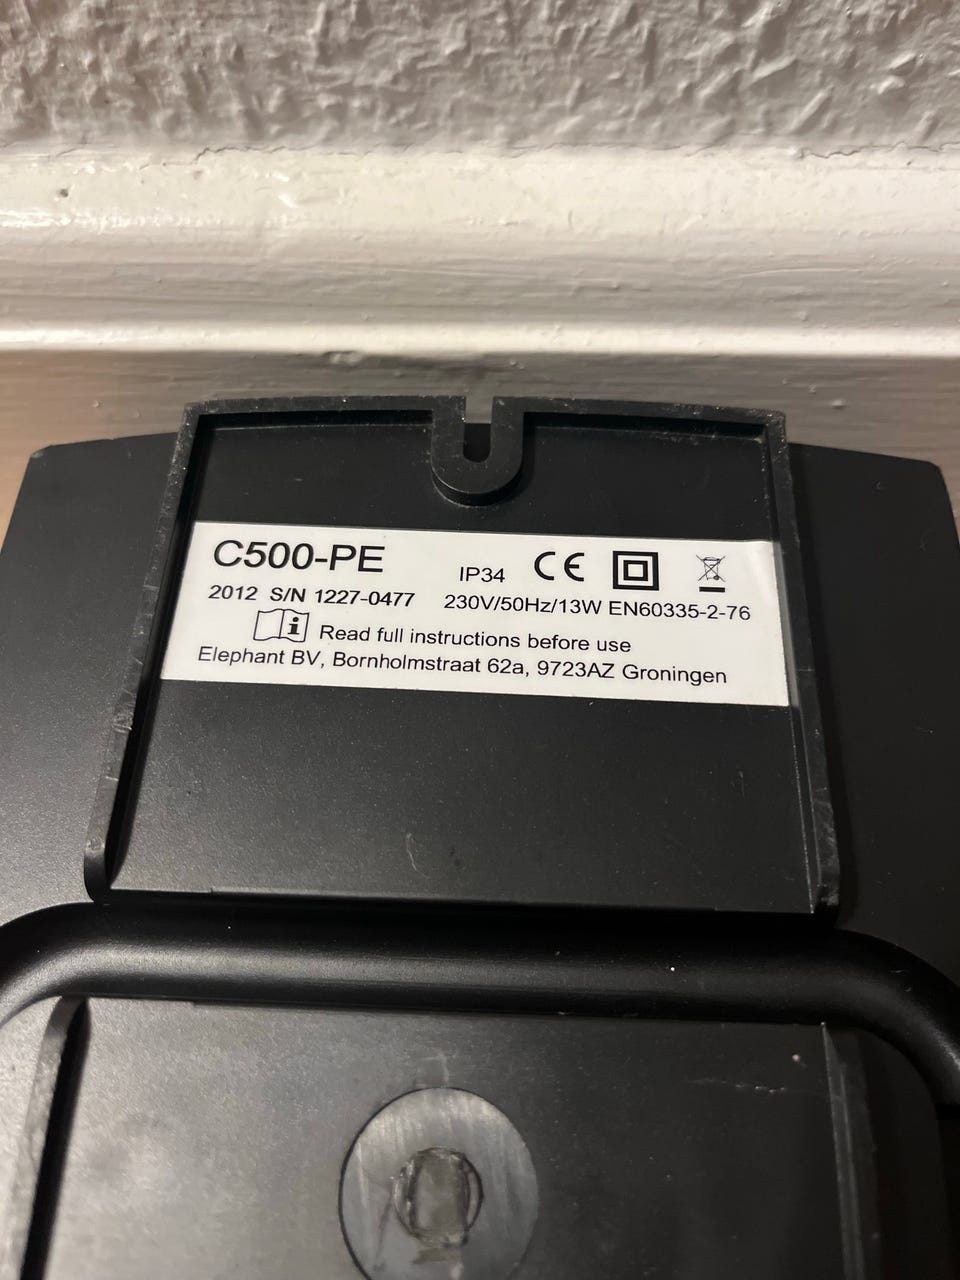 C500-PE IP34 CE
2012 S/N 1227-0477 230V/50Hz/13W EN60335-2-76
i Read full instructions before use
Elephant BV, Bornholmstraat 62a, 9723AZ Groningen